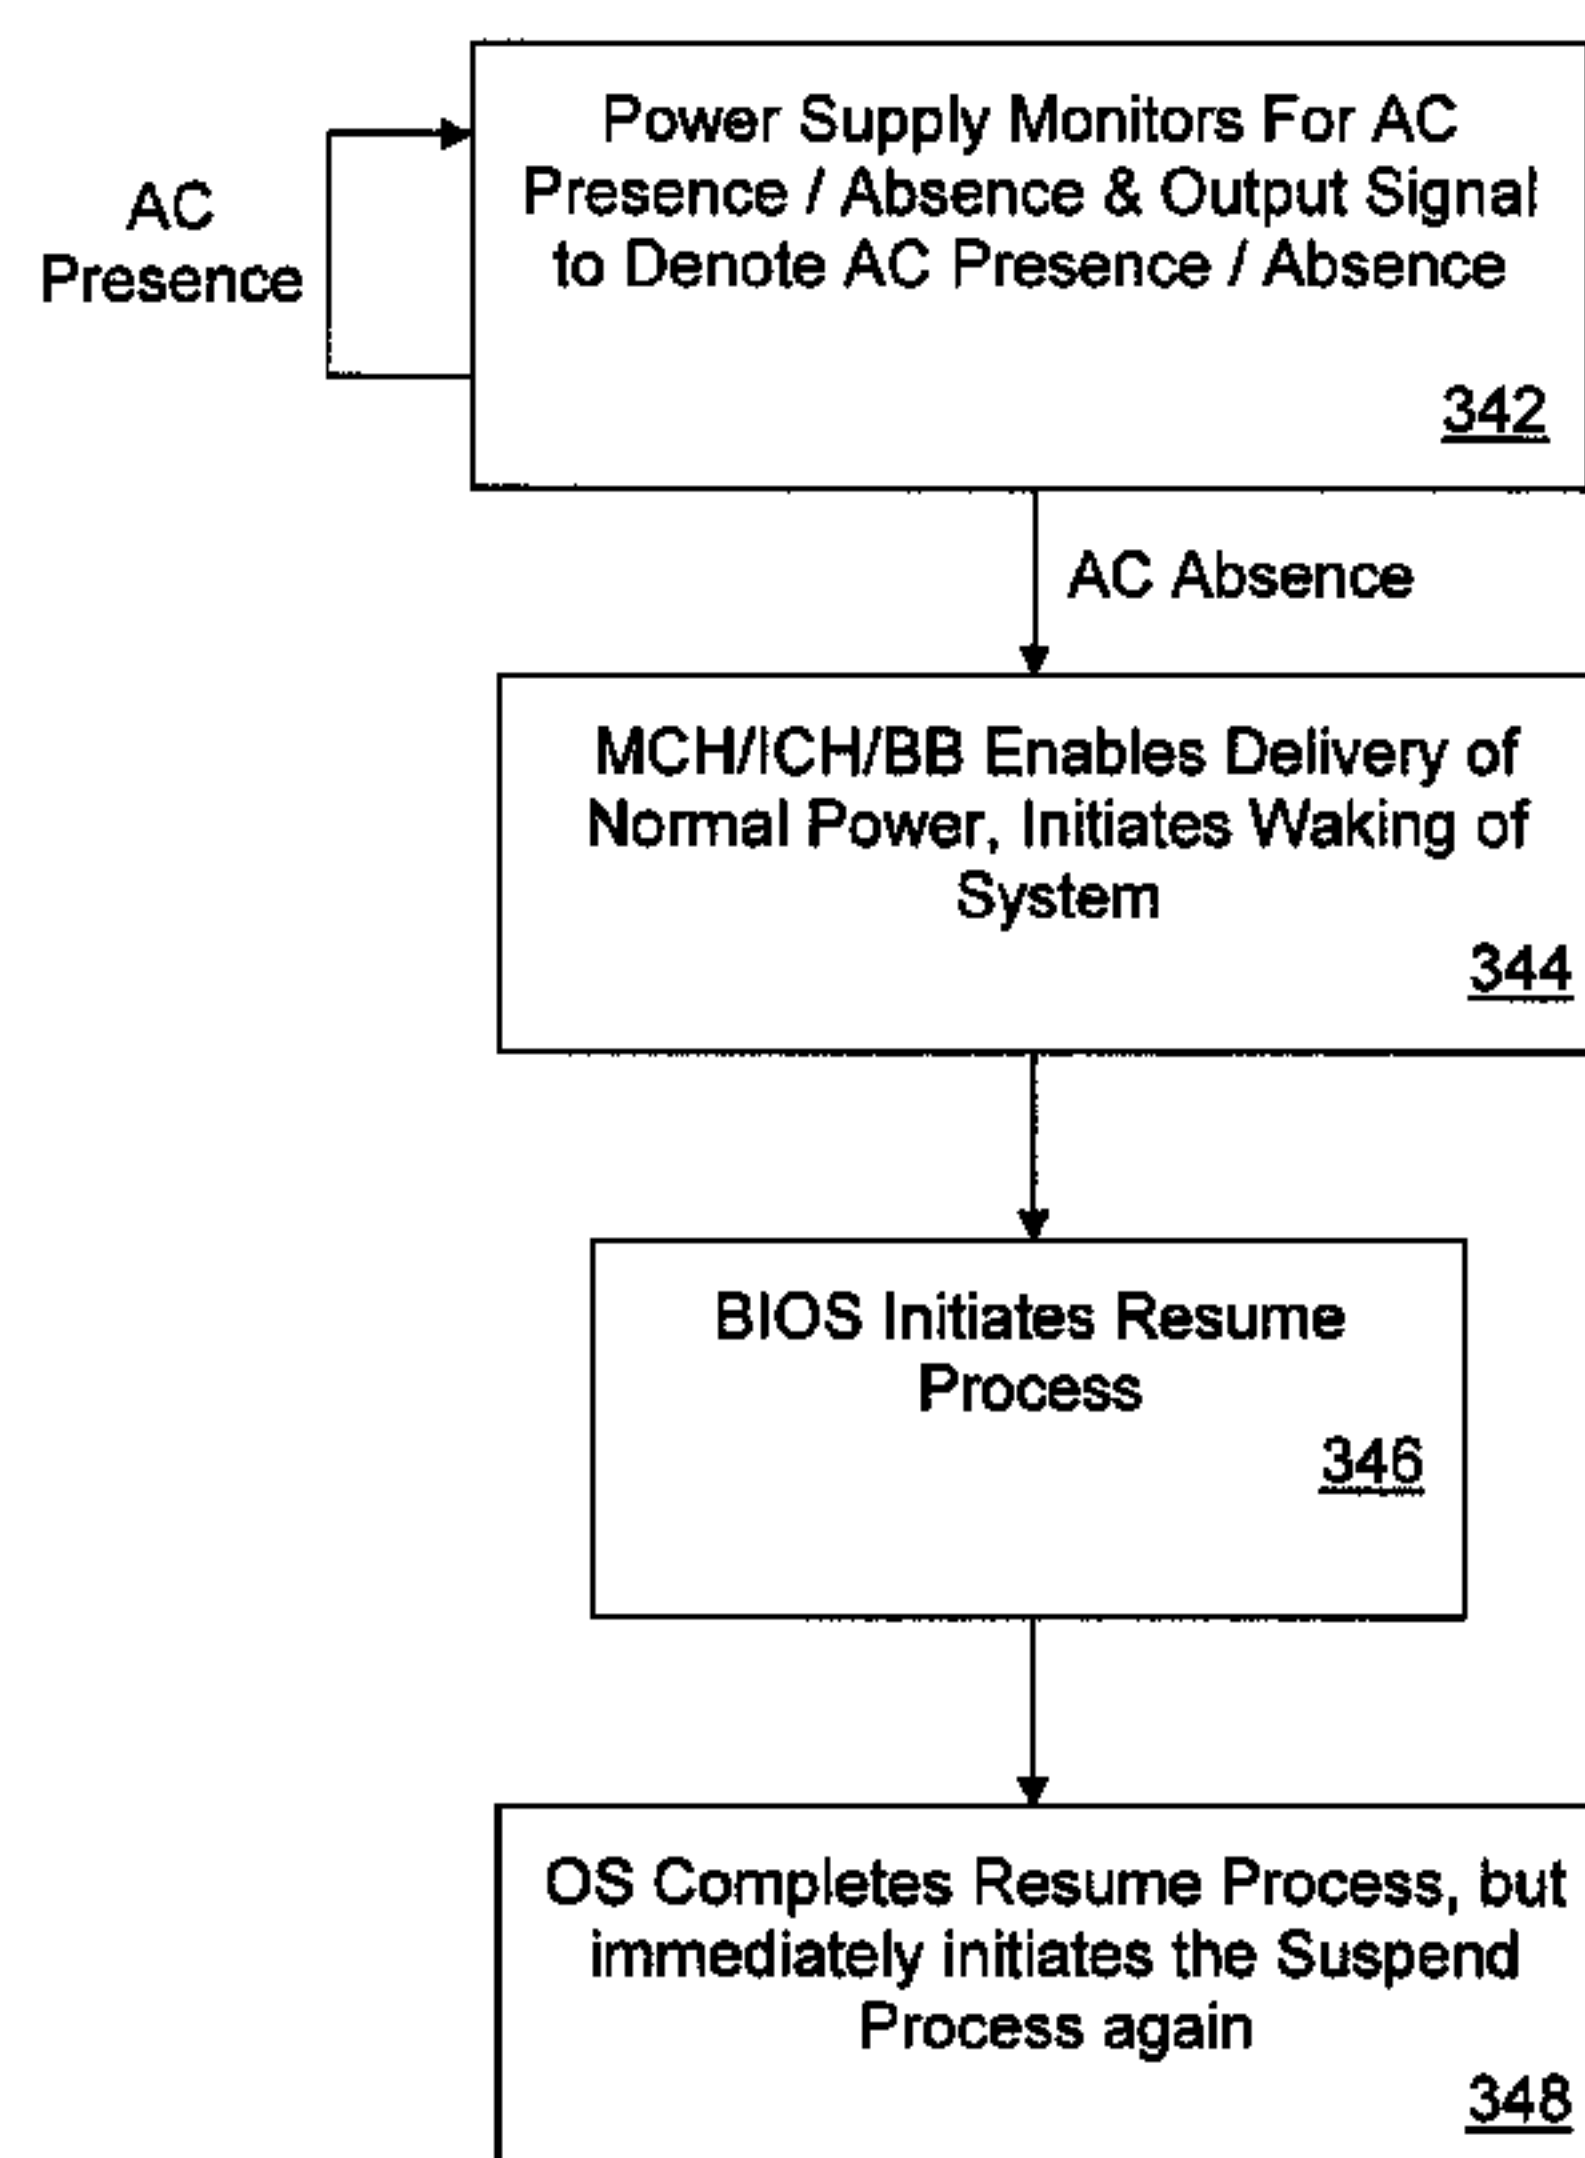 Power Supply Monitors For AC
Presence / Absence & Output Signal
to Denote AC Presence / Absence
342
AC
Presence
AC Absence
MCH/ICH/BB Enables Delivery of
Normal Power, Initiates Waking of
System
344
BIOS Initiates Resume
Process
346
OS Completes Resume Process, but
immediately initiates the Suspend
Process again
348